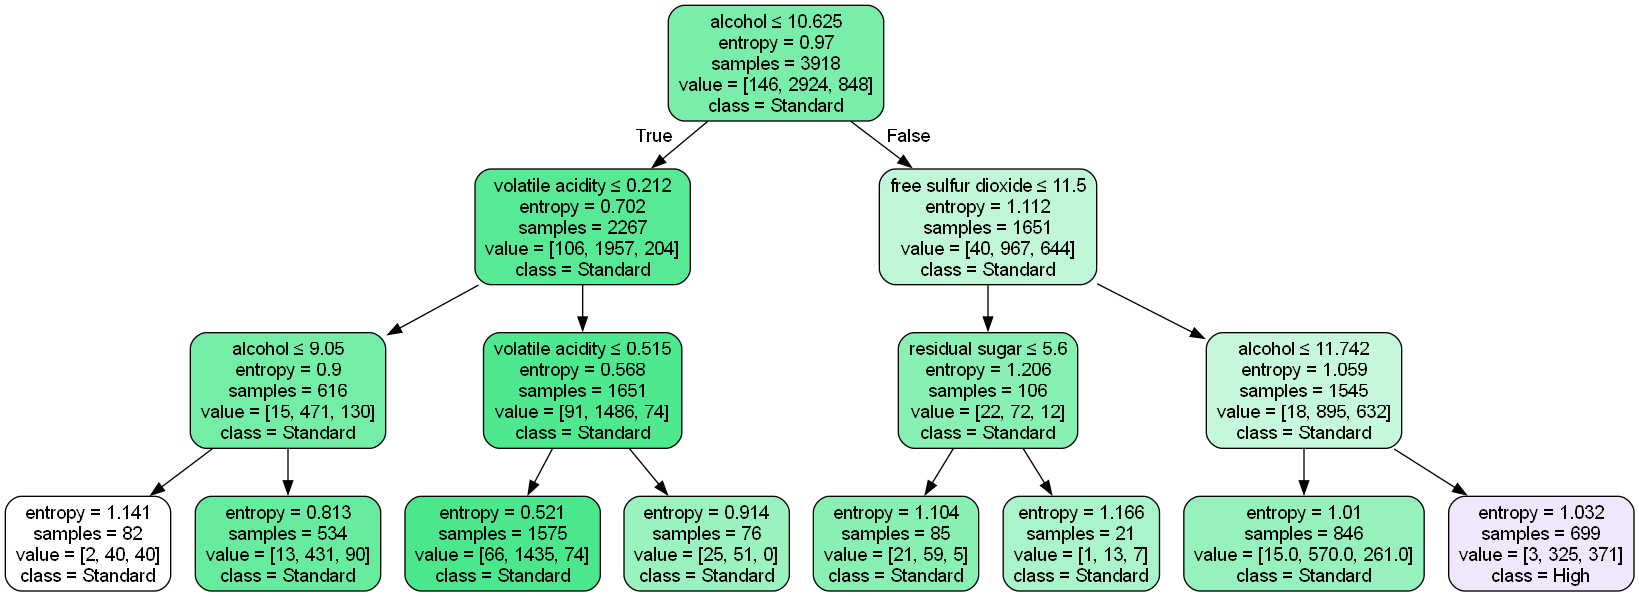 alcohol ≤ 10.625
entropy = 0.97
samples = 3918
value = [146, 2924, 848]
class = Standard
True
False
volatile acidity ≤ 0.212
entropy = 0.702
samples = 2267
value = [106, 1957, 204]
class = Standard
free sulfur dioxide ≤ 11.5
entropy = 1.112
samples = 1651
value = [40, 967, 644]
class = Standard
alcohol ≤ 9.05
entropy = 0.9
samples = 616
value = [15, 471, 130]
class = Standard
volatile acidity ≤ 0.515
entropy = 0.568
samples = 1651
value = [91, 1486, 74]
class = Standard
residual sugar ≤ 5.6
entropy = 1.206
samples = 106
value = [22, 72, 12]
class = Standard
alcohol ≤ 11.742
entropy = 1.059
samples = 1545
value = [18, 895, 632]
class = Standard
entropy = 1.141
samples = 82
value = [2, 40, 40]
class = Standard
entropy = 0.813
samples = 534
value = [13, 431, 90]
class = Standard
entropy = 0.521
samples = 1575
value = [66, 1435, 74]
class = Standard
entropy = 0.914
samples = 76
value = [25, 51, 0]
class = Standard
entropy = 1.104
samples = 85
value = [21, 59, 5]
class = Standard
entropy = 1.166
samples = 21
value = [1, 13, 7]
class = Standard
entropy = 1.01
samples = 846
value = [15.0, 570.0, 261.0]
class = Standard
entropy = 1.032
samples = 699
value = [3, 325, 371]
class = High